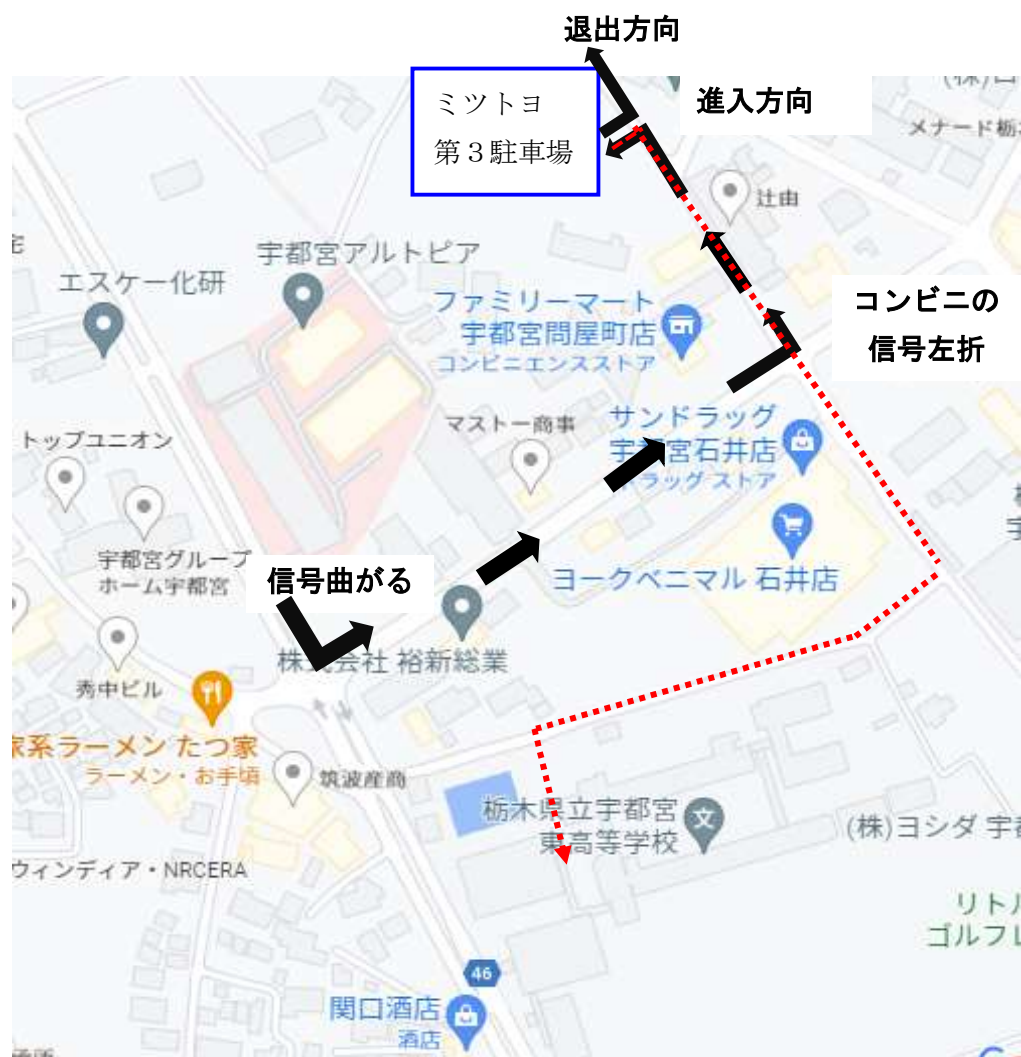 退出方向
ミツトヨ
第３駐車場
進入方向
メナード栃木
辻由
宇都宮アルトピア
エスケー化研
ファミリーマート
宇都宮問屋町店
コンビニエンスストア
コンビニの
信号左折
サンドラッグ
宇都宮石井店
ドラッグストア
マストー商事
トップユニオン
宇都宮グループ
ホーム宇都宮
信号曲がる
ヨークベニマル 石井店
株式会社 裕新総業
秀中ビル
家系ラーメン たつ家
ラーメン・お手頃
筑波産商
栃木県立宇都宮
東高等学校
(株)ヨシダ 宇都
ウィンディア・NRCERA
リトル
ゴルフレ
46
関口酒店
酒店